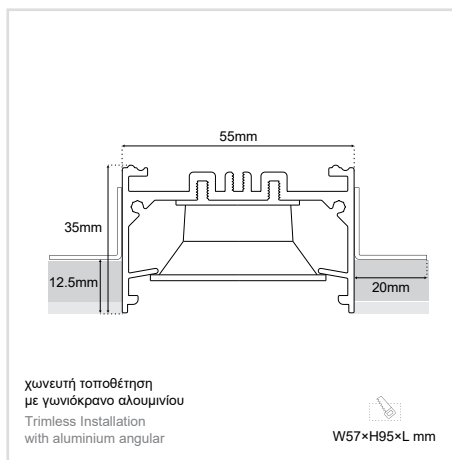 55mm
35mm
12.5mm
20mm
χωνευτή τοποθέτηση
με γωνιόκρανο αλουμινίου
Trimless Installation
with aluminium angular
W57×H95×L mm